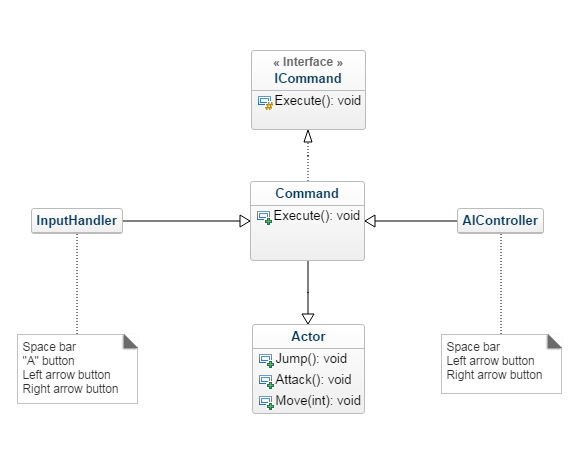 « Interface »
ICommand
Execute(): void
Command
Execute(): void
InputHandler
AIController
Actor
Jump(): void
Attack(): void
Move(int): void
Space bar
"A" button
Left arrow button
Right arrow button
Space bar
Left arrow button
Right arrow button